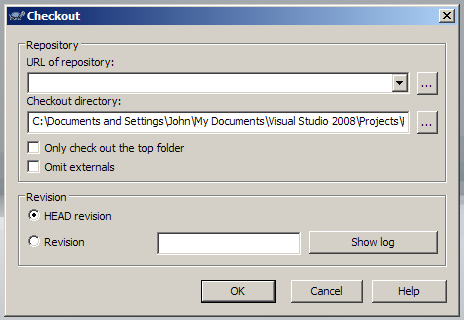 Checkout
Repository
URL of repository:
...
Checkout directory:
C:\Documents and Settings\John\My Documents\Visual Studio 2008\Projects\
...
Only check out the top folder
Omit externals
Revision
HEAD revision
Revision
Show log
OK
Cancel
Help